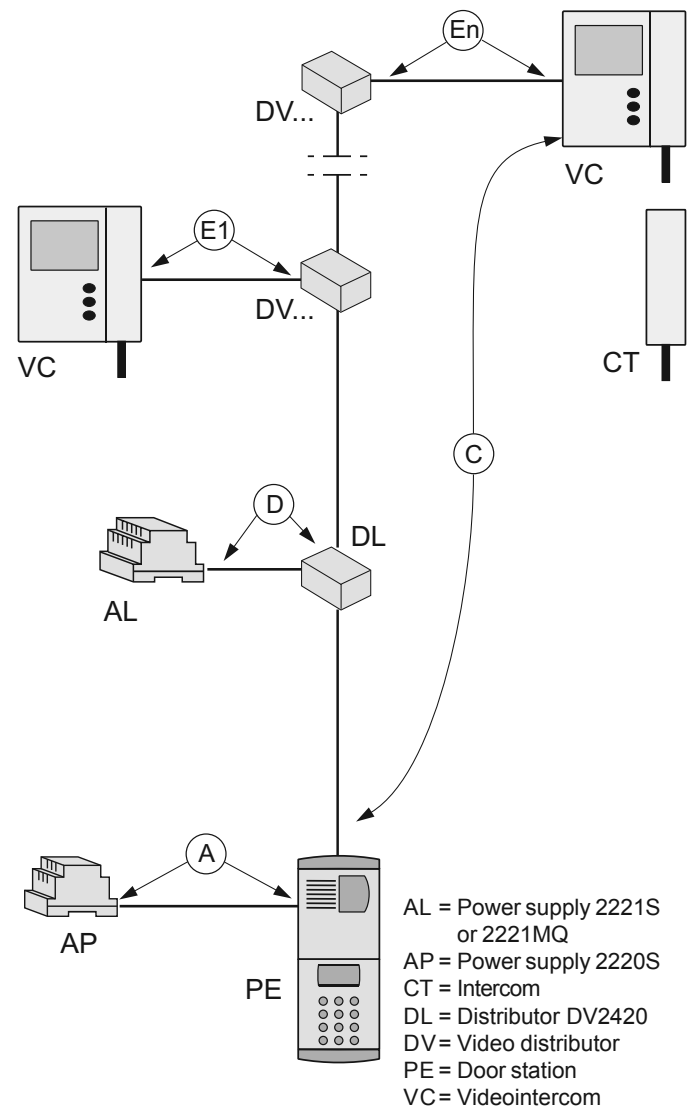 En
DV...
VC
E1
DV...
VC
CT
C
D
DL
AL
A
AP
PE
AL = Power supply 2221S
or 2221MQ
AP = Power supply 2220S
CT = Intercom
DL = Distributor DV2420
DV = Video distributor
PE = Door station
VC = Videointercom